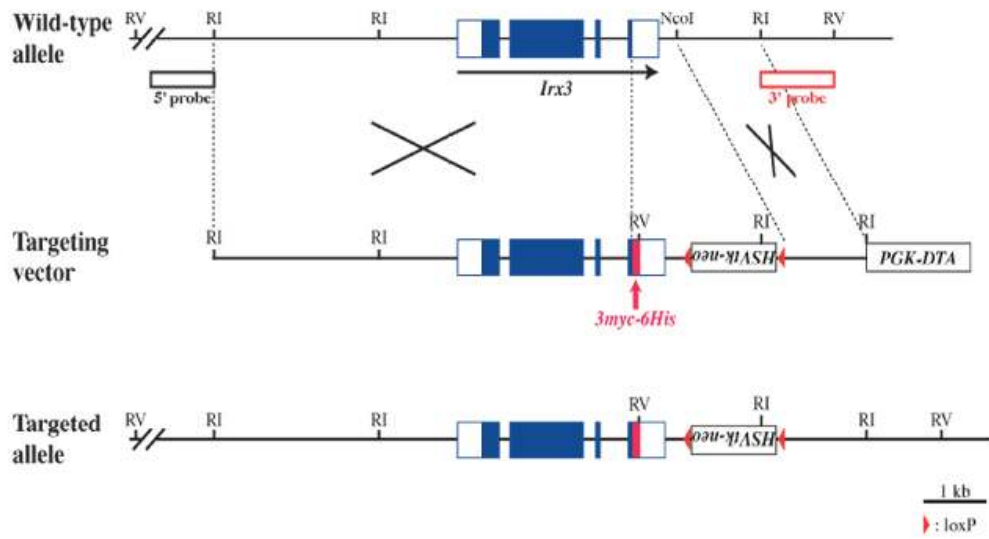 Wild-type allele
RV RI RI NcoI RI RV
5' probe
Irx3
3' probe
Targeting vector
RI RI RV RI RI
HSVtk-neo
PGK-DTA
3myc-6His
Targeted allele
RV RI RI RV RI RI RV
HSVtk-neo
1 kb
: loxP